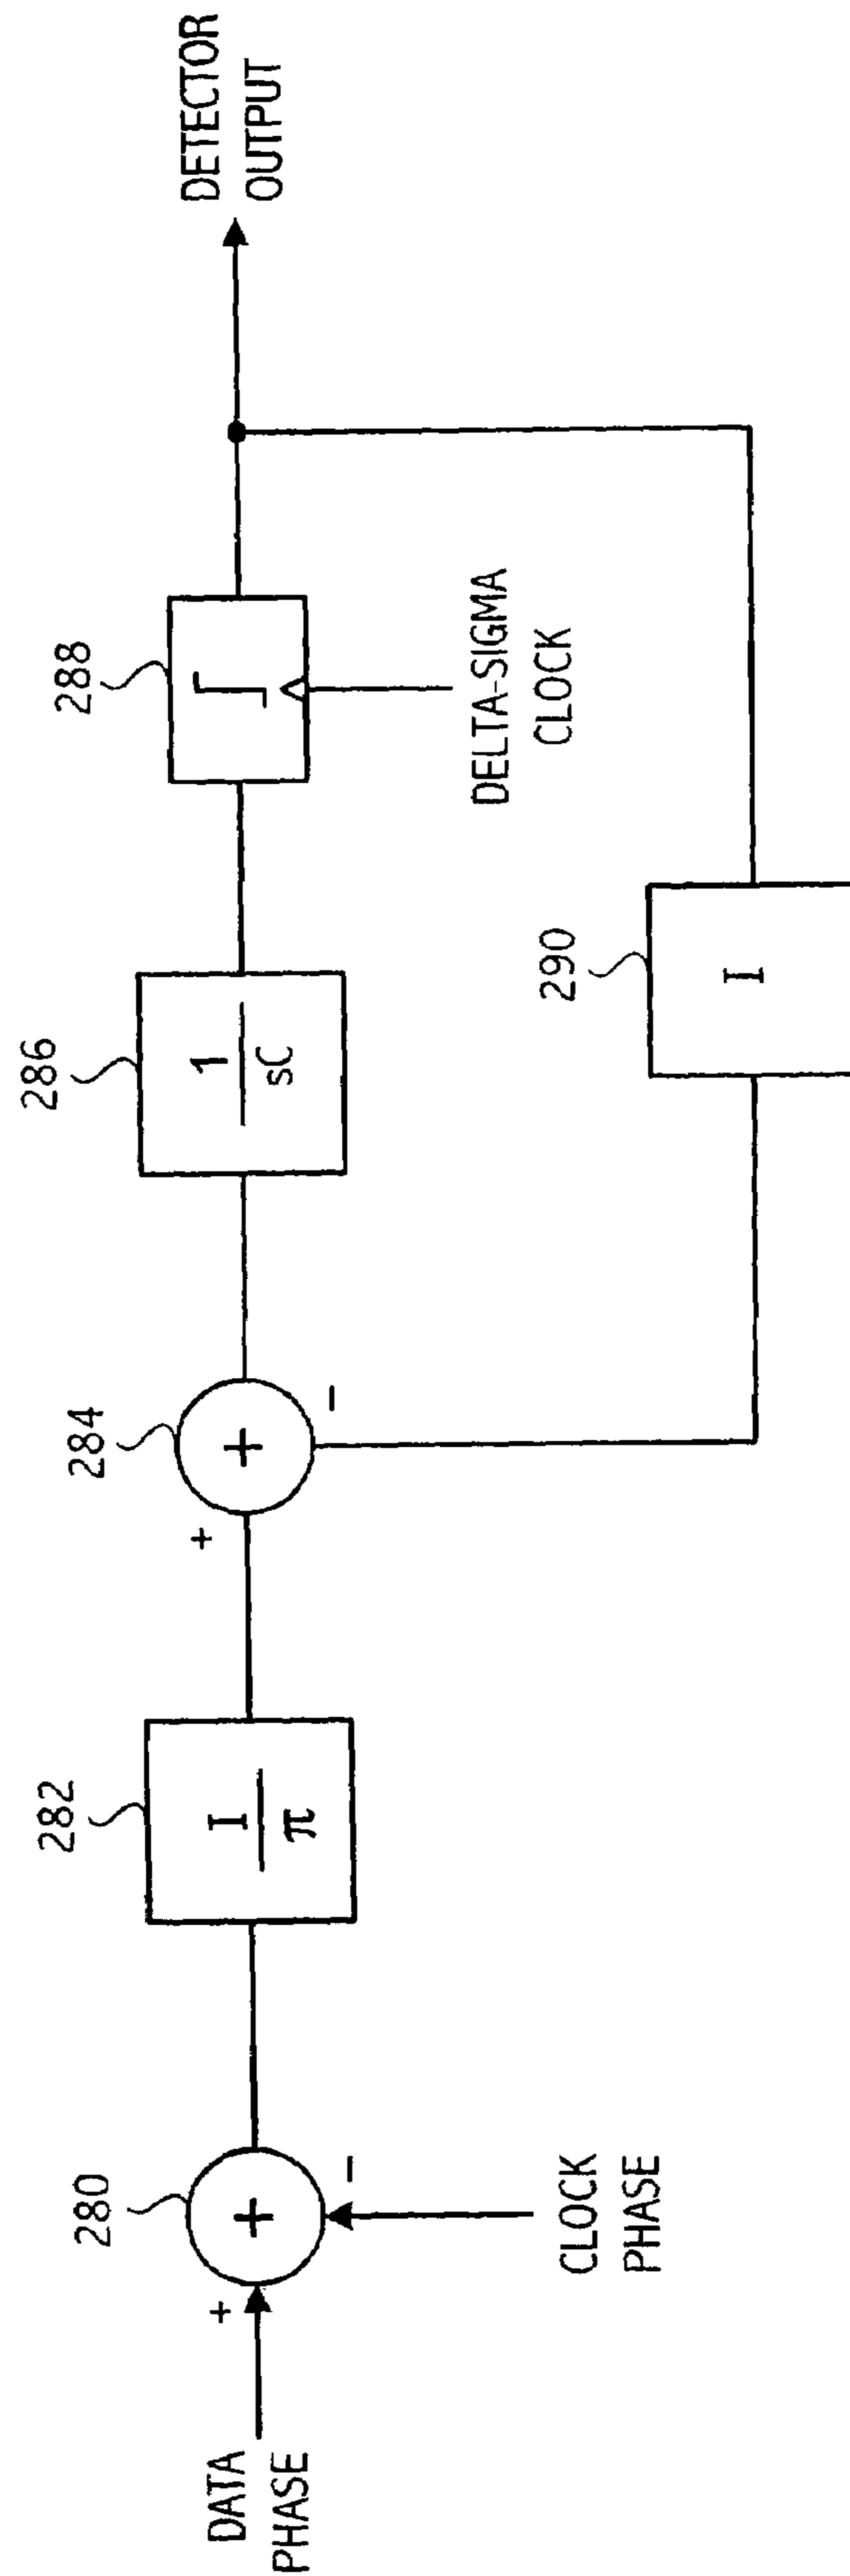 DATA
PHASE
+
280
+
−
CLOCK
PHASE
282
I
π
+
284
+
−
286
1
sC
288
DELTA-SIGMA
CLOCK
290
I
DETECTOR
OUTPUT